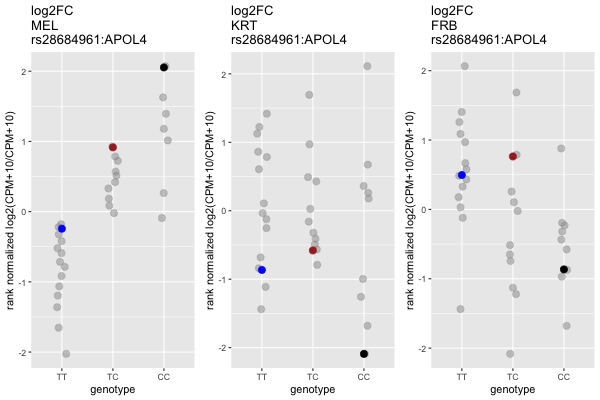 log2FC
MEL
rs28684961:APOL4
rank normalized log2(CPM+10/CPM+10)
2
1
0
-1
-2
TT
TC
CC
genotype
log2FC
KRT
rs28684961:APOL4
rank normalized log2(CPM+10/CPM+10)
2
1
0
-1
-2
TT
TC
CC
genotype
log2FC
FRB
rs28684961:APOL4
rank normalized log2(CPM+10/CPM+10)
2
1
0
-1
-2
TT
TC
CC
genotype